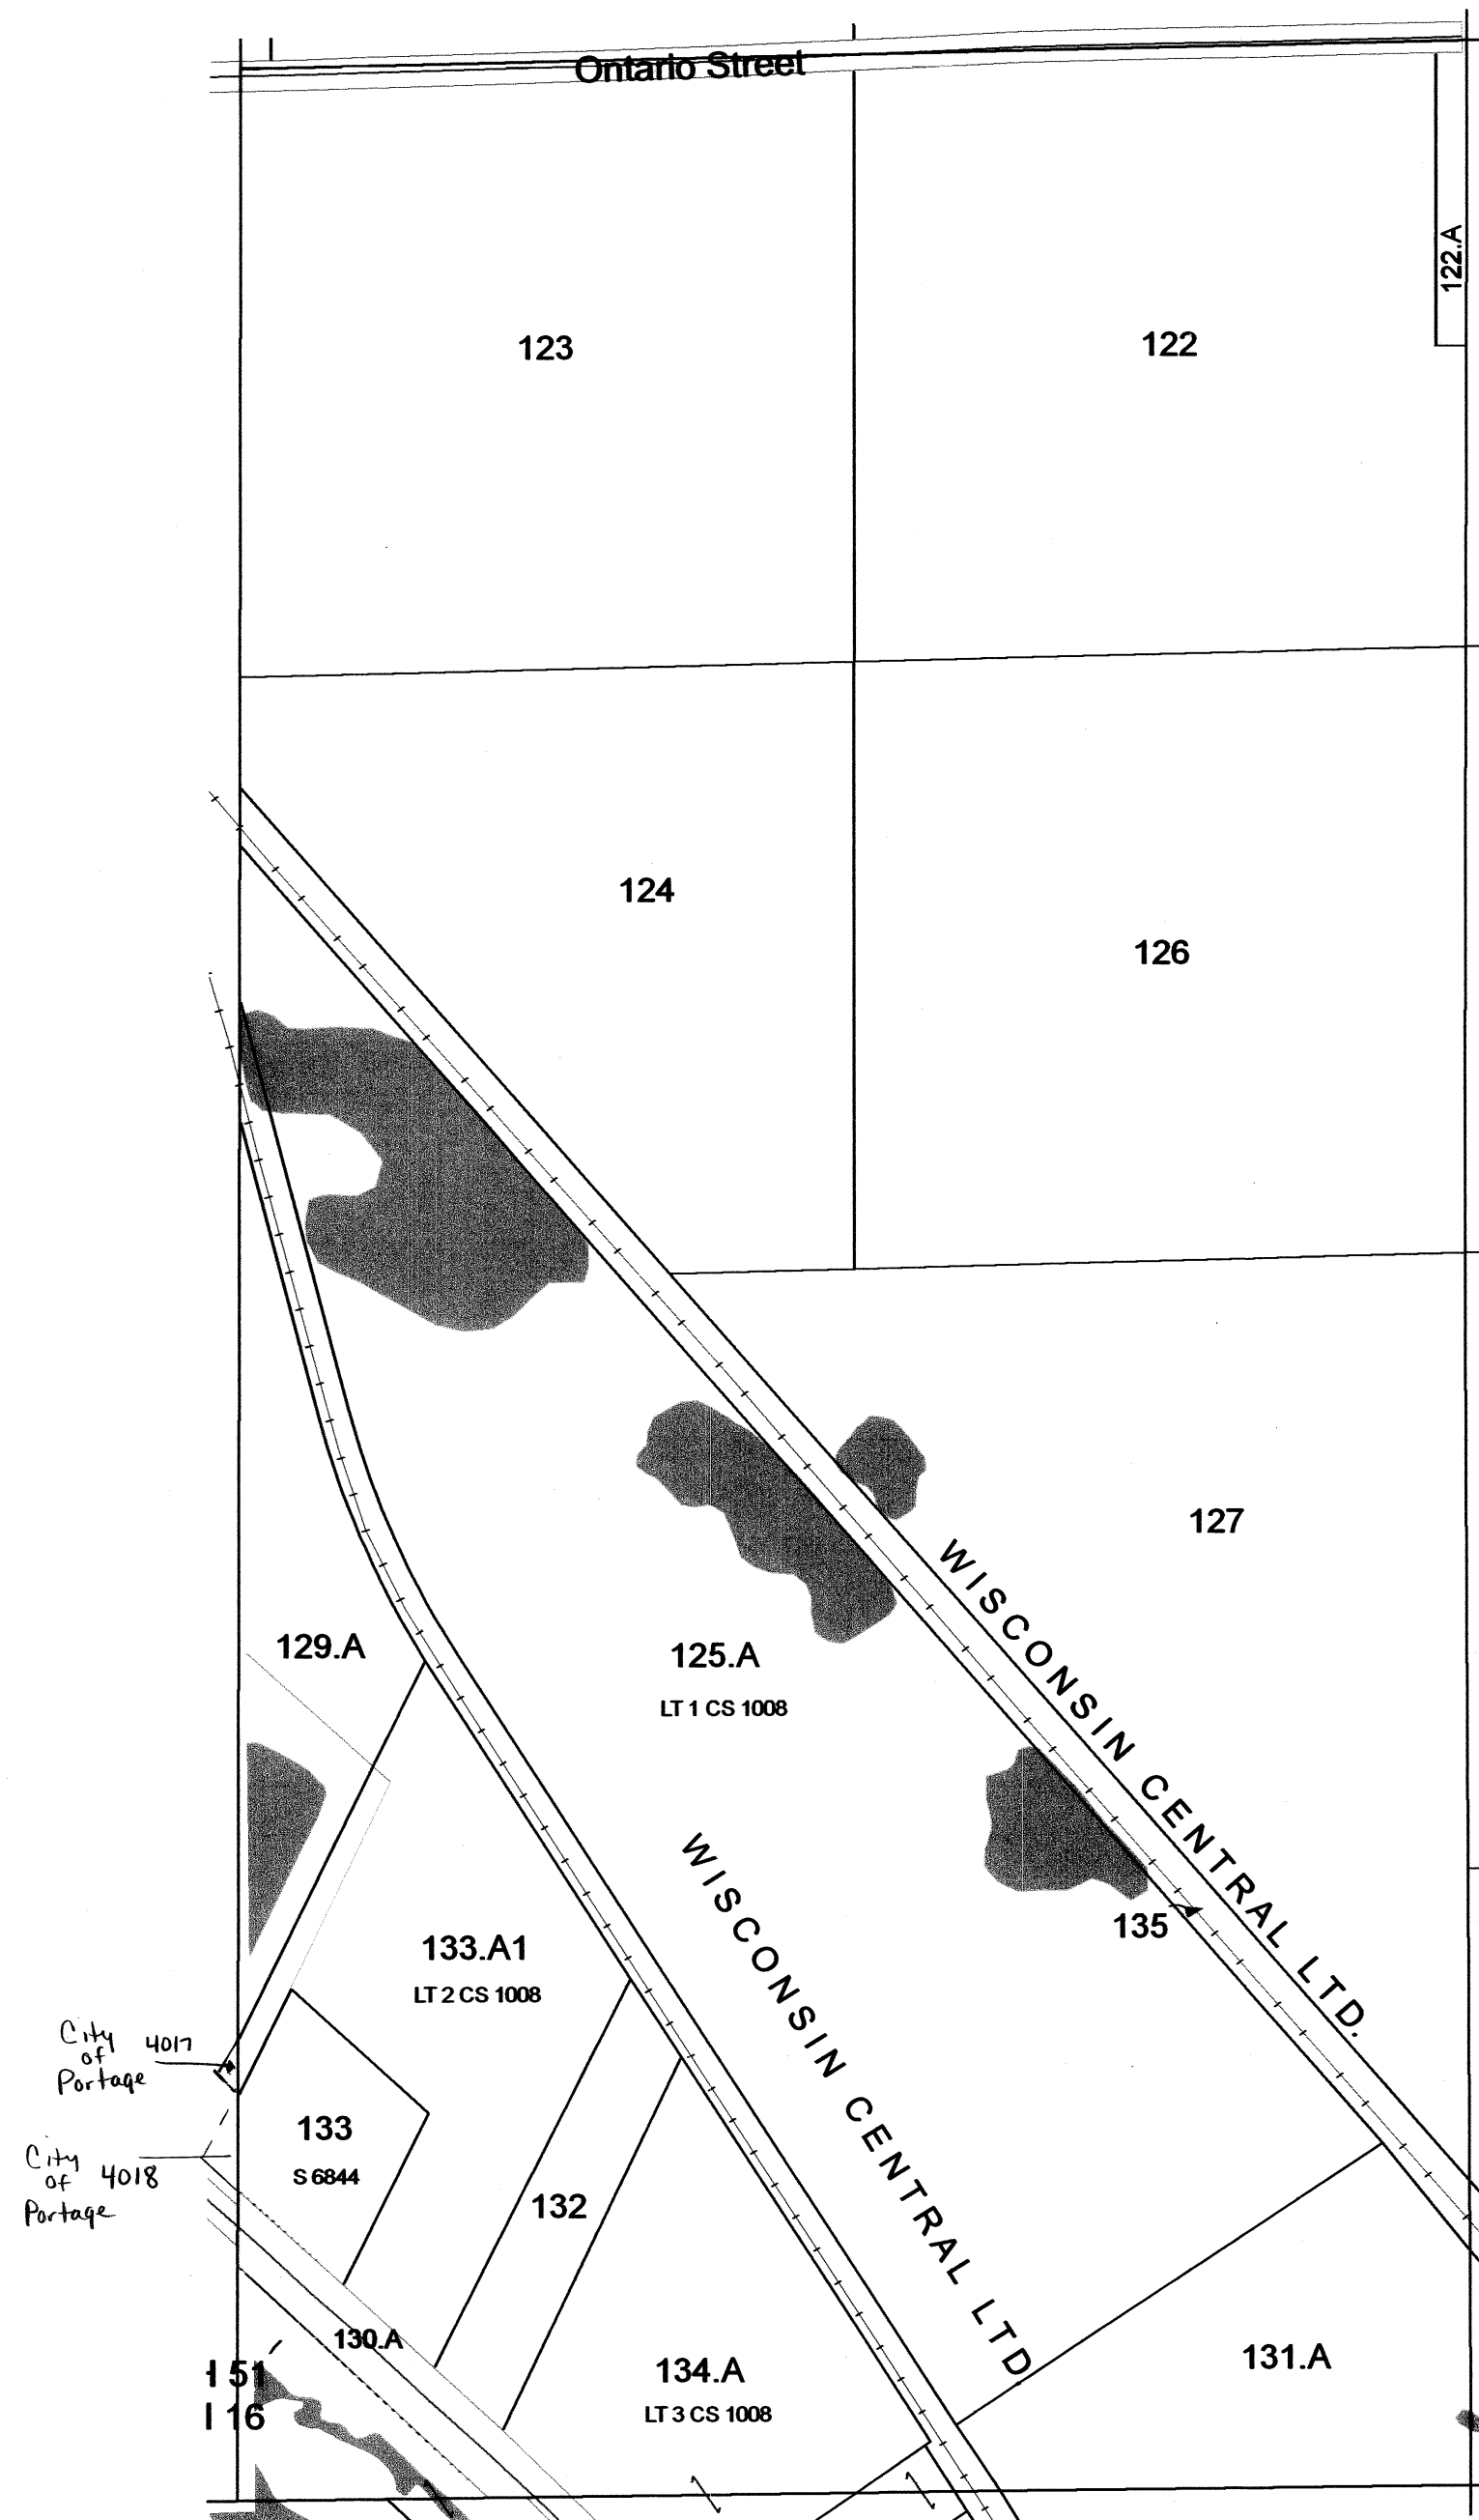 Ontario Street
122.A
123
122
124
126
127
WISCONSIN CENTRAL LTD.
129.A
125.A
LT 1 CS 1008
135
133.A1
LT 2 CS 1008
WISCONSIN CENTRAL LTD
City
of
Portage
4017
133
S 6844
City
of
Portage
4018
132
130.A
134.A
LT 3 CS 1008
131.A
I 51
I 16